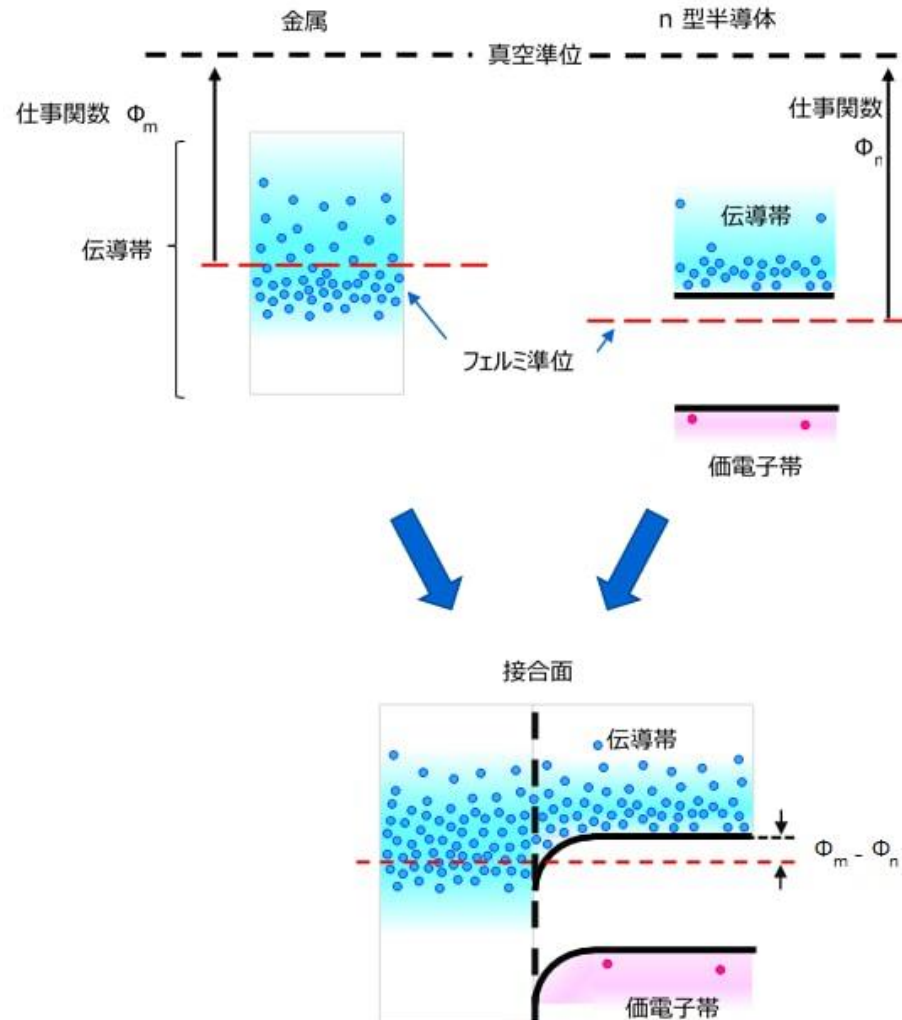 金属
n 型半導体
真空準位
仕事関数 Φm
仕事関数
Φn
伝導帯
伝導帯
フェルミ準位
価電子帯
接合面
伝導帯
Φm - Φn
価電子帯